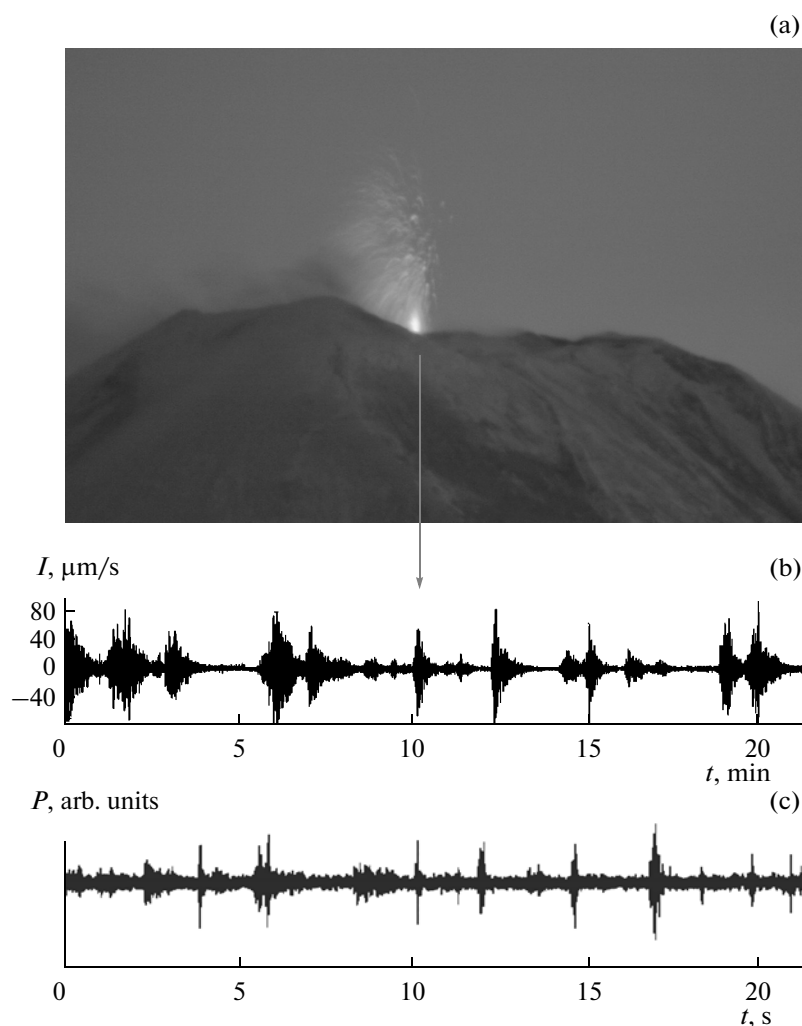 (a)
I, μm/s
(b)
80
40
0
−40
0 5 10 15 20
t, min
P, arb. units
(c)
0 5 10 15 20
t, s